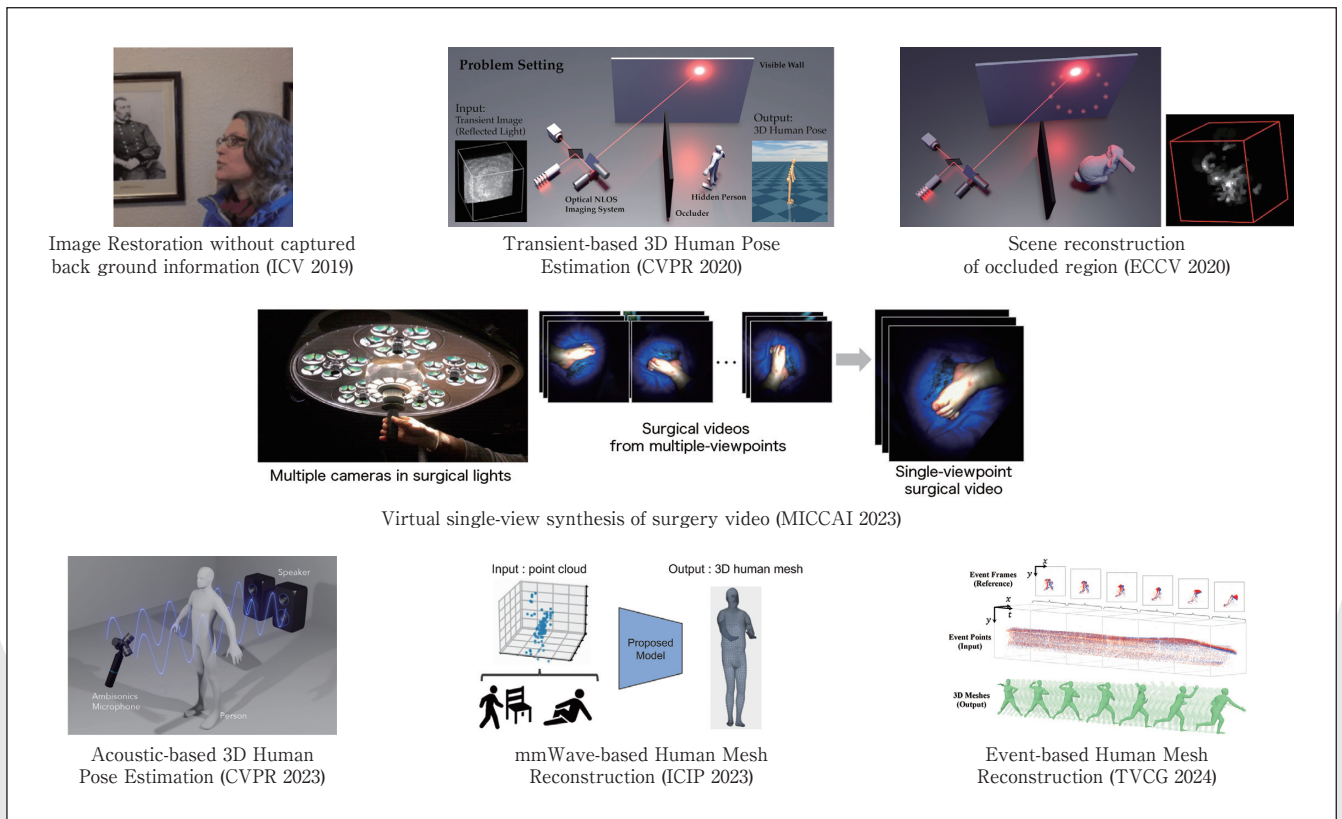 Problem Setting
Visible Wall
Input:
Transient Image
(Reflected Light)
Output:
3D Human Pose
Optical NLOS
Imaging System
Hidden Person
Occluder
Image Restoration without captured
back ground information (ICV 2019)
Transient-based 3D Human Pose
Estimation (CVPR 2020)
Scene reconstruction
of occluded region (ECCV 2020)
Multiple cameras in surgical lights
Surgical videos
from multiple-viewpoints
Single-viewpoint
surgical video
Virtual single-view synthesis of surgery video (MICCAI 2023)
Speaker
Ambisonics
Microphone
Person
Acoustic-based 3D Human
Pose Estimation (CVPR 2023)
Input : point cloud
Output : 3D human mesh
Proposed
Model
mmWave-based Human Mesh
Reconstruction (ICIP 2023)
Event Frames
(Reference)
x
y
x
t
y
Event Points
(Input)
3D Meshes
(Output)
Event-based Human Mesh
Reconstruction (TVCG 2024)